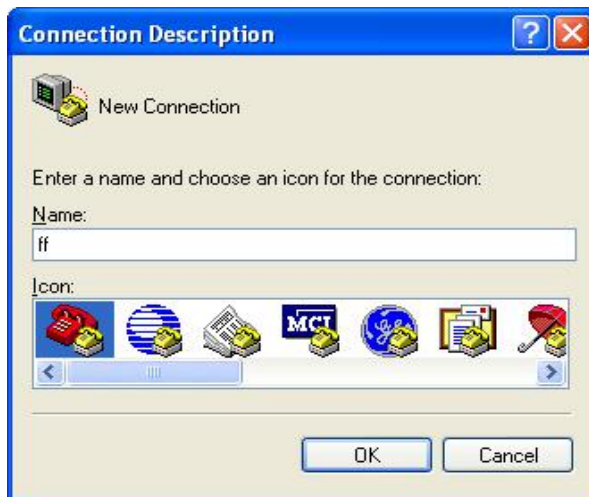 Connection Description
New Connection
Enter a name and choose an icon for the connection:
Name:
ff
Icon:
MCI
OK
Cancel